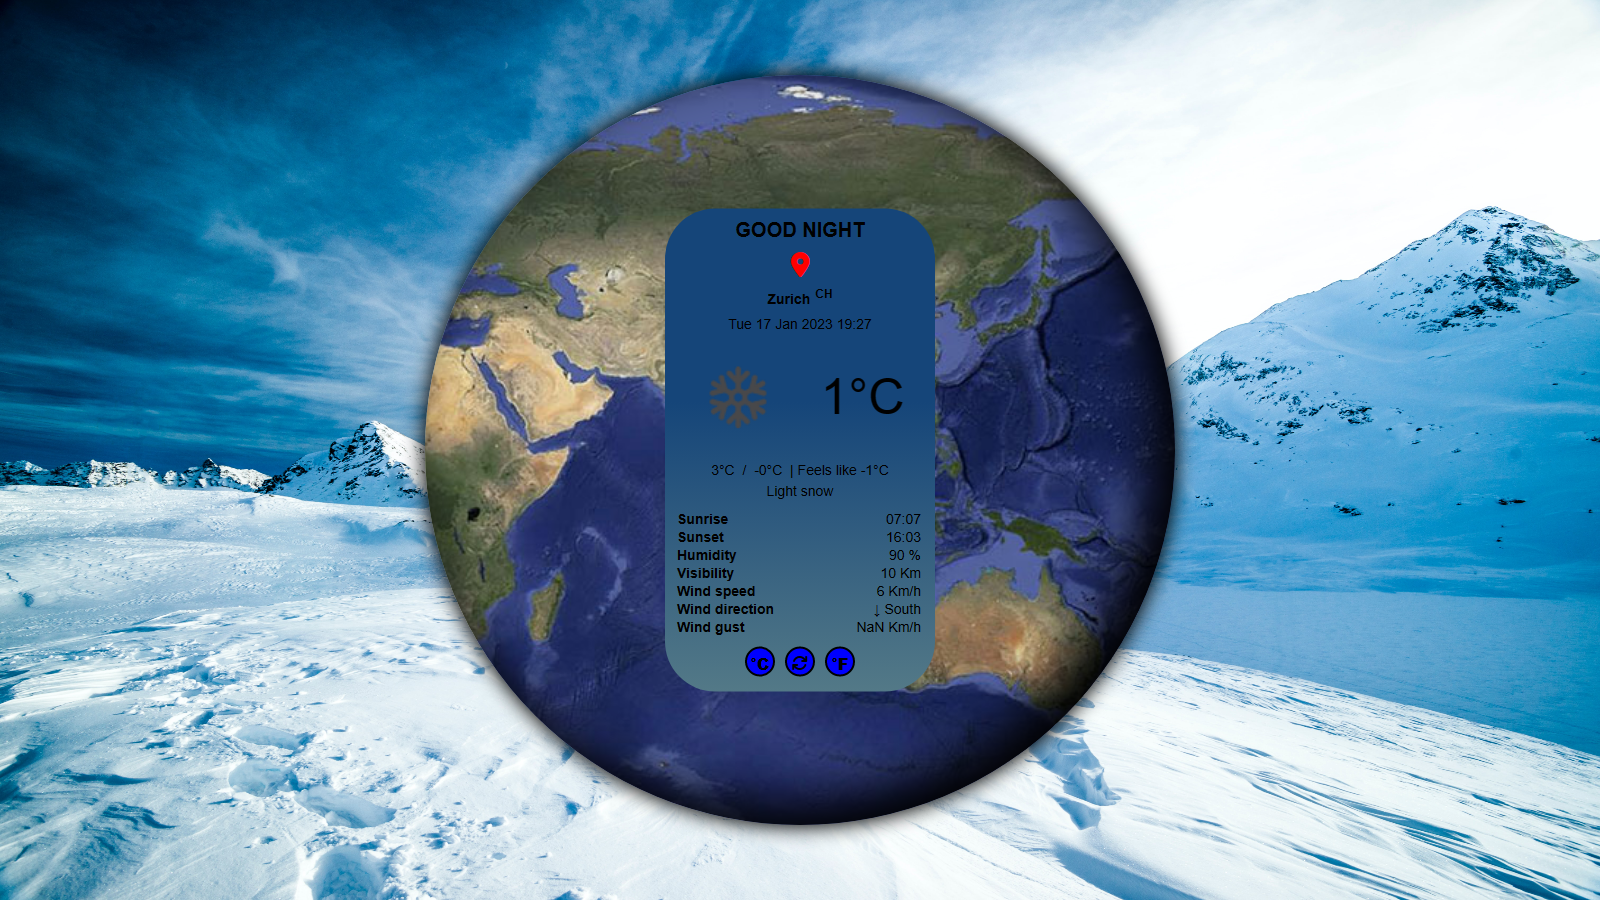 GOOD NIGHT
Zurich CH
Tue 17 Jan 2023 19:27
1°C
3°C / -0°C | Feels like -1°C
Light snow
Sunrise 07:07
Sunset 16:03
Humidity 90 %
Visibility 10 Km
Wind speed 6 Km/h
Wind direction ↓ South
Wind gust NaN Km/h
°C °F